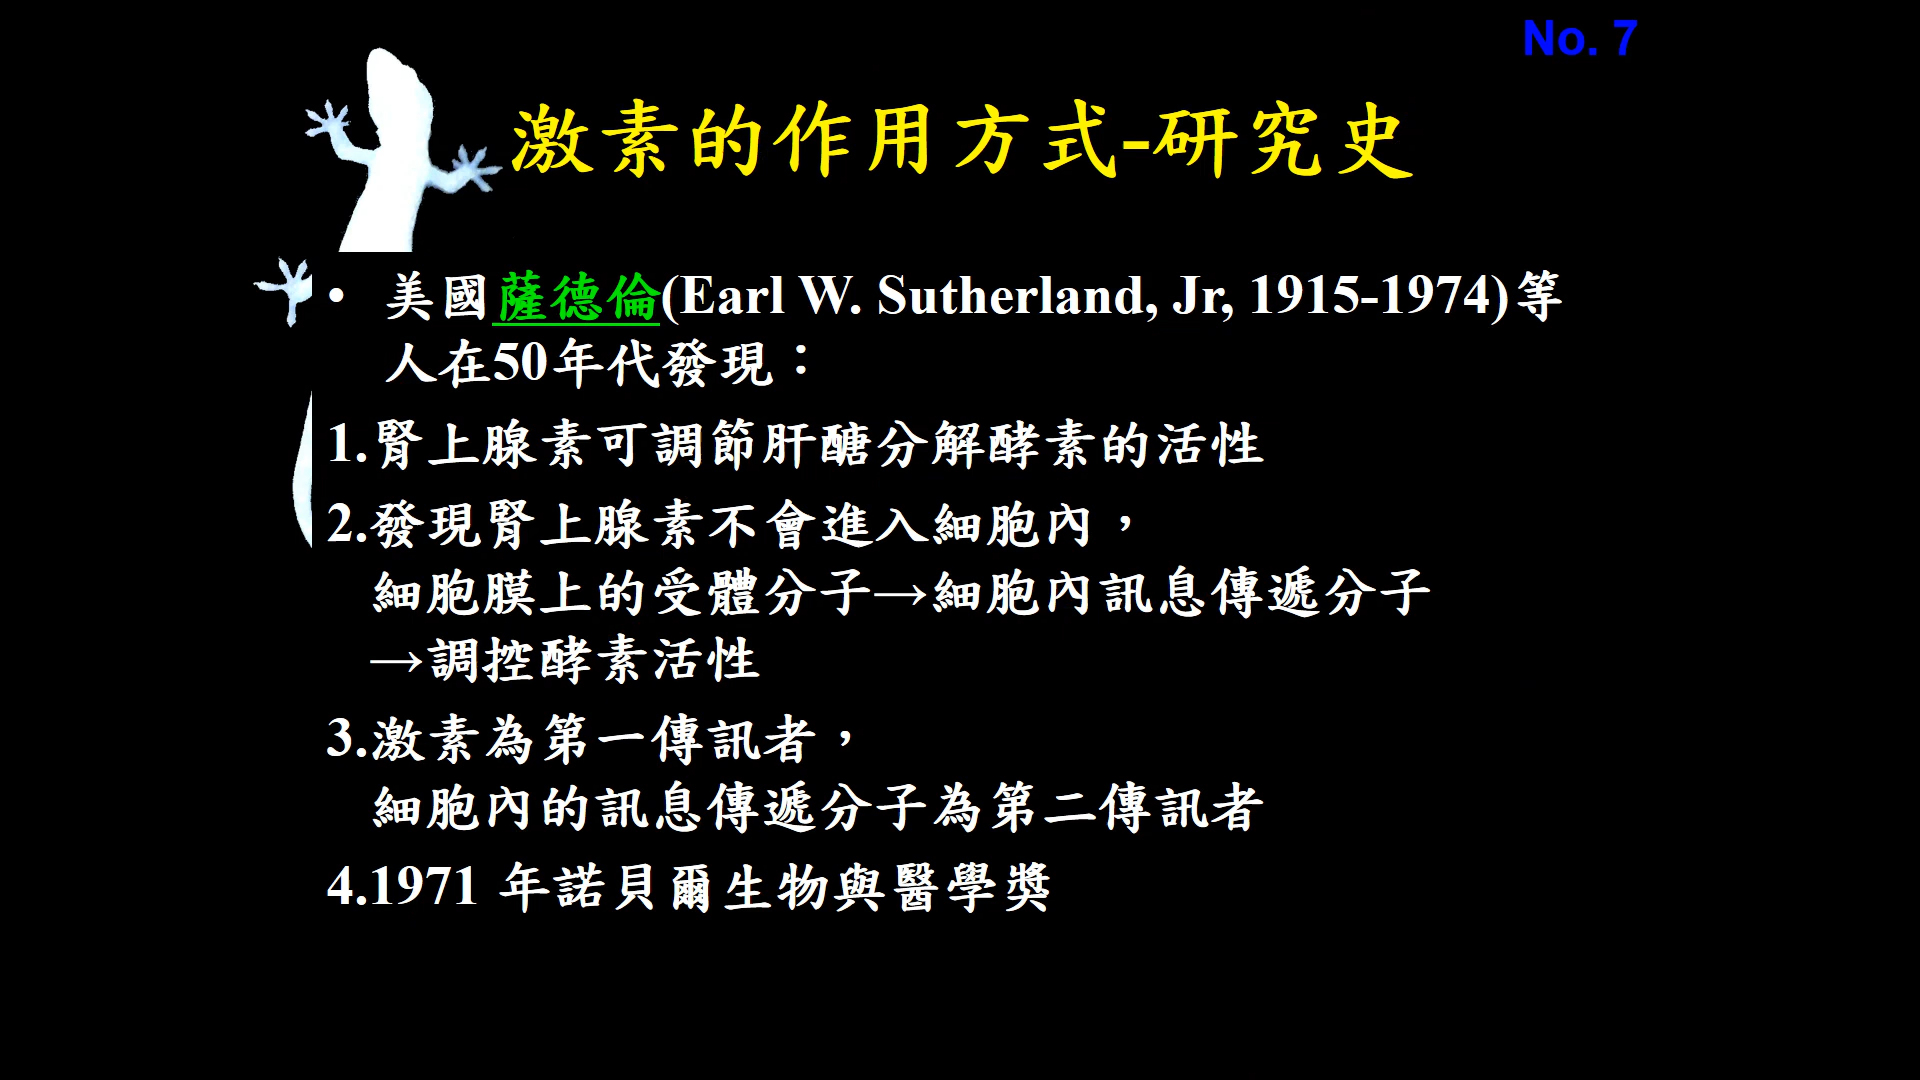 No. 7
激素的作用方式-研究史
• 美國薩德倫(Earl W. Sutherland, Jr, 1915-1974)等
人在50年代發現：
1.腎上腺素可調節肝醣分解酵素的活性
2.發現腎上腺素不會進入細胞內，
細胞膜上的受體分子→細胞內訊息傳遞分子
→調控酵素活性
3.激素為第一傳訊者，
細胞內的訊息傳遞分子為第二傳訊者
4.1971 年諾貝爾生物與醫學獎